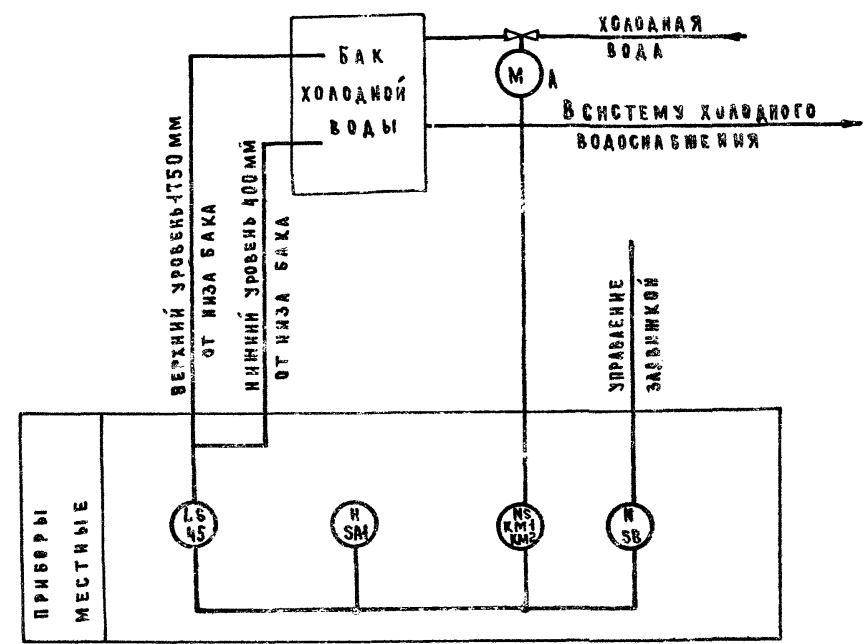 ХОЛОДНАЯ
ВОДА
БАК
ХОЛОДНОЙ
ВОДЫ
М
А
В СИСТЕМУ ХОЛОДНОГО
ВОДОСНАБЖЕНИЯ
ВЕРХНИЙ УРОВЕНЬ 1750 ММ
ОТ НИЗА БАКА
НИЖНИЙ УРОВЕНЬ 400 ММ
ОТ НИЗА БАКА
УПРАВЛЕНИЕ
ЗАДВИЖКОЙ
ПРИБОРЫ
МЕСТНЫЕ
LS
45
H
SA1
NS
KM1
KM2
H
SB